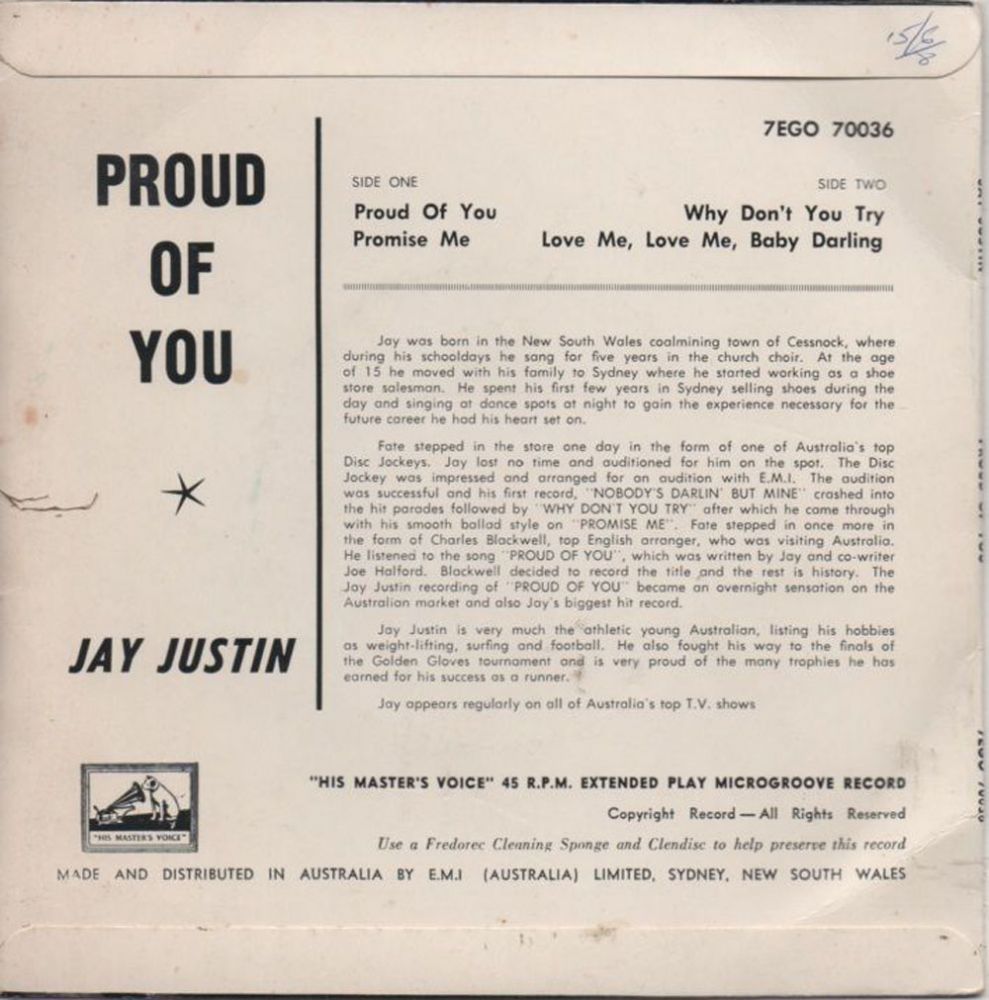 15/6
7EGO 70036
PROUD
OF
YOU
JAY JUSTIN
SIDE ONE
Proud Of You
Promise Me
SIDE TWO
Why Don't You Try
Love Me, Love Me, Baby Darling
Jay was born in the New South Wales coalmining town of Cessnock, where
during his schooldays he sang for five years in the church choir. At the age
of 15 he moved with his family to Sydney where he started working as a shoe
store salesman. He spent his first few years in Sydney selling shoes during the
day and singing at dance spots at night to gain the experience necessary for the
future career he had his heart set on.
Fate stepped in the store one day in the form of one of Australia's top
Disc Jockeys. Jay lost no time and auditioned for him on the spot. The Disc
Jockey was impressed and arranged for an audition with E.M.I. The audition
was successful and his first record, "NOBODY'S DARLIN' BUT MINE" crashed into
the hit parades followed by "WHY DON'T YOU TRY" after which he came through
with his smooth ballad style on "PROMISE ME". Fate stepped in once more in
the form of Charles Blackwell, top English arranger, who was visiting Australia.
He listened to the song "PROUD OF YOU", which was written by Jay and co-writer
Joe Halford. Blackwell decided to record the title and the rest is history. The
Jay Justin recording of "PROUD OF YOU" became an overnight sensation on the
Australian market and also Jay's biggest hit record.
Jay Justin is very much the athletic young Australian, listing his hobbies
as weight-lifting, surfing and football. He also fought his way to the finals of
the Golden Gloves tournament and is very proud of the many trophies he has
earned for his success as a runner.
Jay appears regularly on all of Australia's top T.V. shows
"HIS MASTER'S VOICE"
"HIS MASTER'S VOICE" 45 R.P.M. EXTENDED PLAY MICROGROOVE RECORD
Copyright Record — All Rights Reserved
Use a Fredorec Cleaning Sponge and Clendisc to help preserve this record
MADE AND DISTRIBUTED IN AUSTRALIA BY E.M.I (AUSTRALIA) LIMITED, SYDNEY, NEW SOUTH WALES